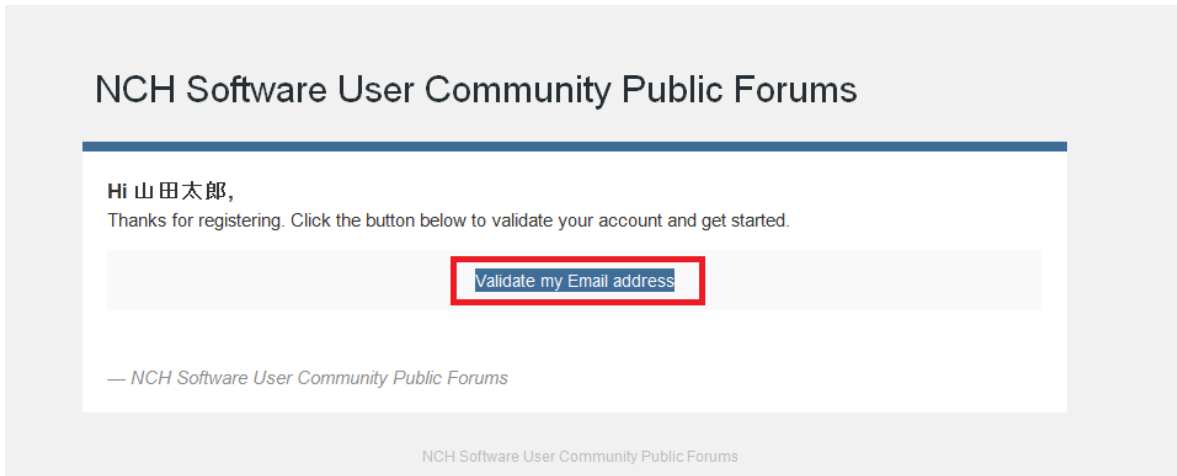 NCH Software User Community Public Forums
Hi 山田太郎,
Thanks for registering. Click the button below to validate your account and get started.
Validate my Email address
— NCH Software User Community Public Forums
NCH Software User Community Public Forums